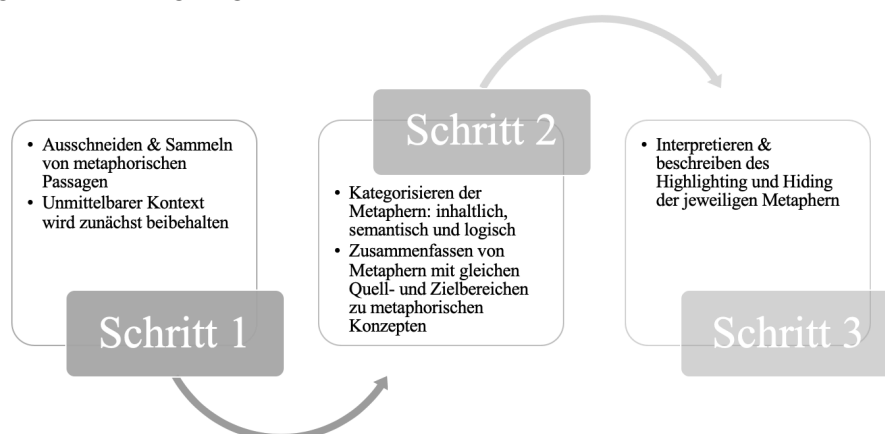 • Ausschneiden & Sammeln
von metaphorischen
Passagen
• Unmittelbarer Kontext
wird zunächst beibehalten
Schritt 1
Schritt 2
• Kategorisieren der
Metaphern: inhaltlich,
semantisch und logisch
• Zusammenfassen von
Metaphern mit gleichen
Quell- und Zielbereichen
zu metaphorischen
Konzepten
• Interpretieren &
beschreiben des
Highlighting und Hiding
der jeweiligen Metaphern
Schritt 3